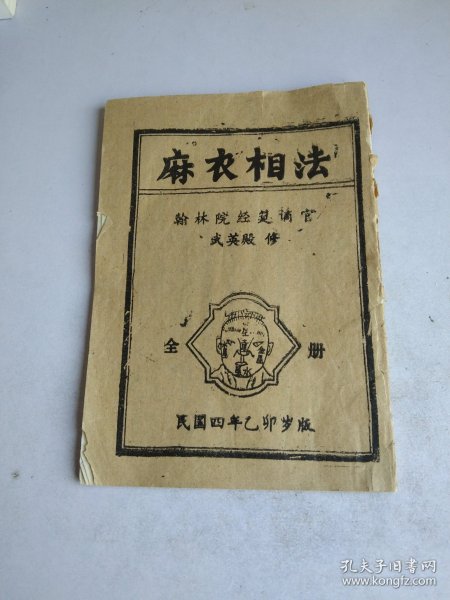 麻衣相法
翰林院经筵讲官
武英殿 修
全 册
民国四年乙卯岁版
孔夫子旧书网
www.kongfz.com